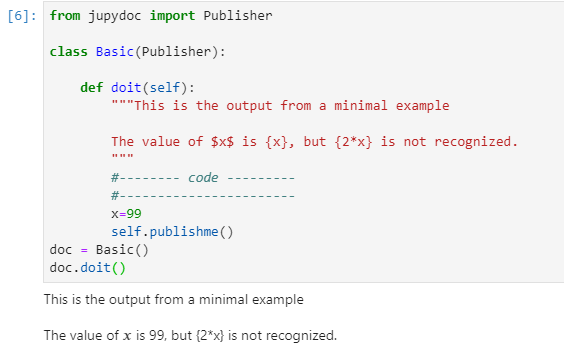 [6]: from jupydoc import Publisher
class Basic(Publisher):
def doit(self):
"""This is the output from a minimal example
The value of $x$ is {x}, but {2*x} is not recognized.
"""
#-------- code ---------
#-----------------------
x=99
self.publishme()
doc = Basic()
doc.doit()
This is the output from a minimal example
The value of x is 99, but {2*x} is not recognized.